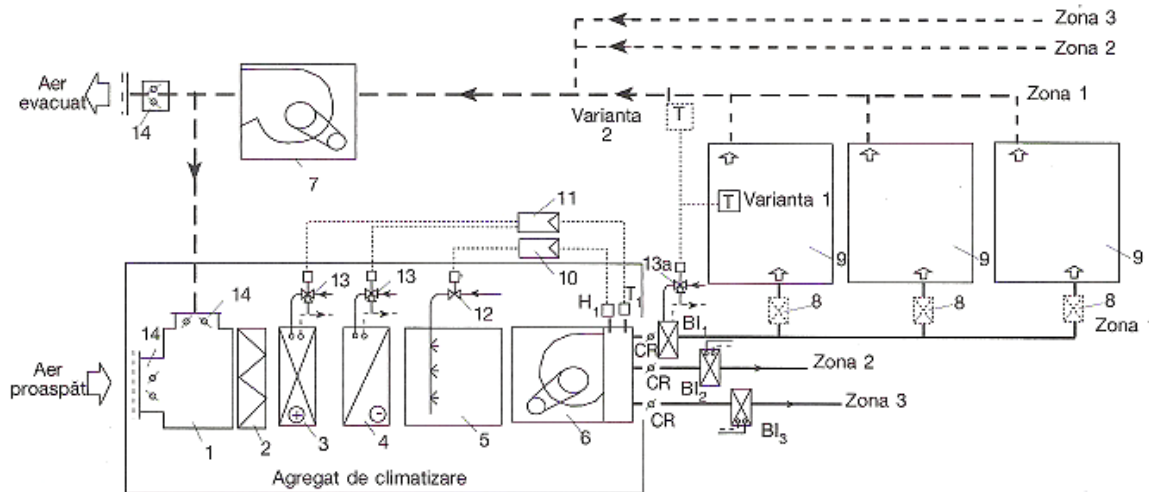 Zona 3
Zona 2
Aer
evacuat
14
7
Varianta
2
T
Zona 1
T Varianta 1
9
9
9
11
10
13
13
12
13a
H1
T1
8
8
8
14
14
Aer
proaspăt
CR
BI1
Zona 1
CR
BI2
Zona 2
CR
BI3
Zona 3
+
-
1
2
3
4
5
6
Agregat de climatizare